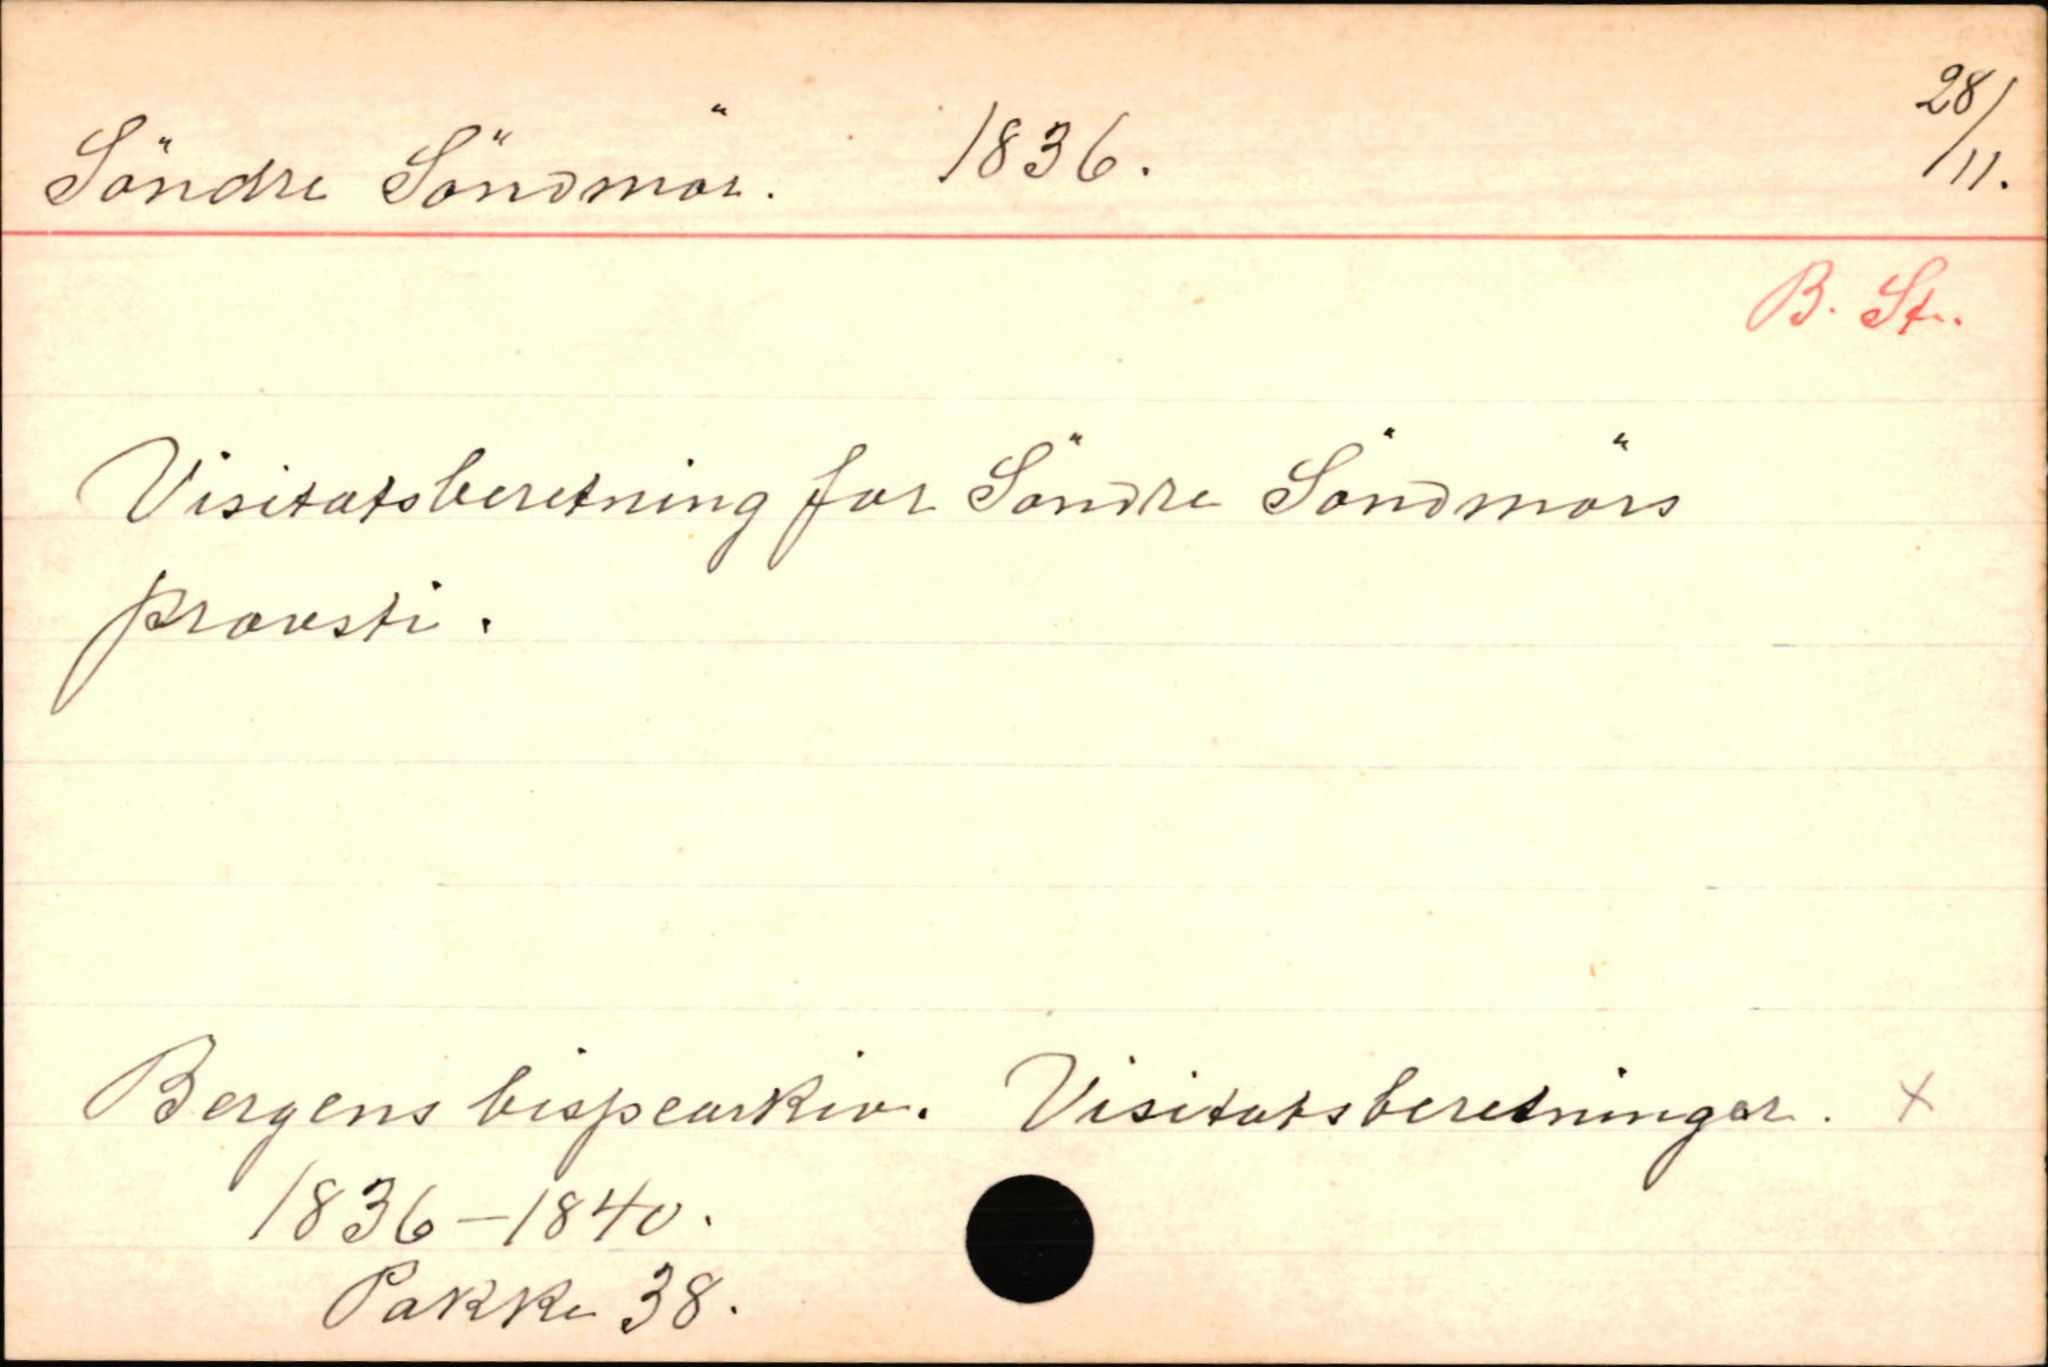 Söndre Söndmör. 1836. 28/11.
B. St.
Visitatsberetning for Söndre Söndmörs
provsti.
Bergens bispearkiv. Visitatsberetninger. x
1836-1840.
Pakke 38.